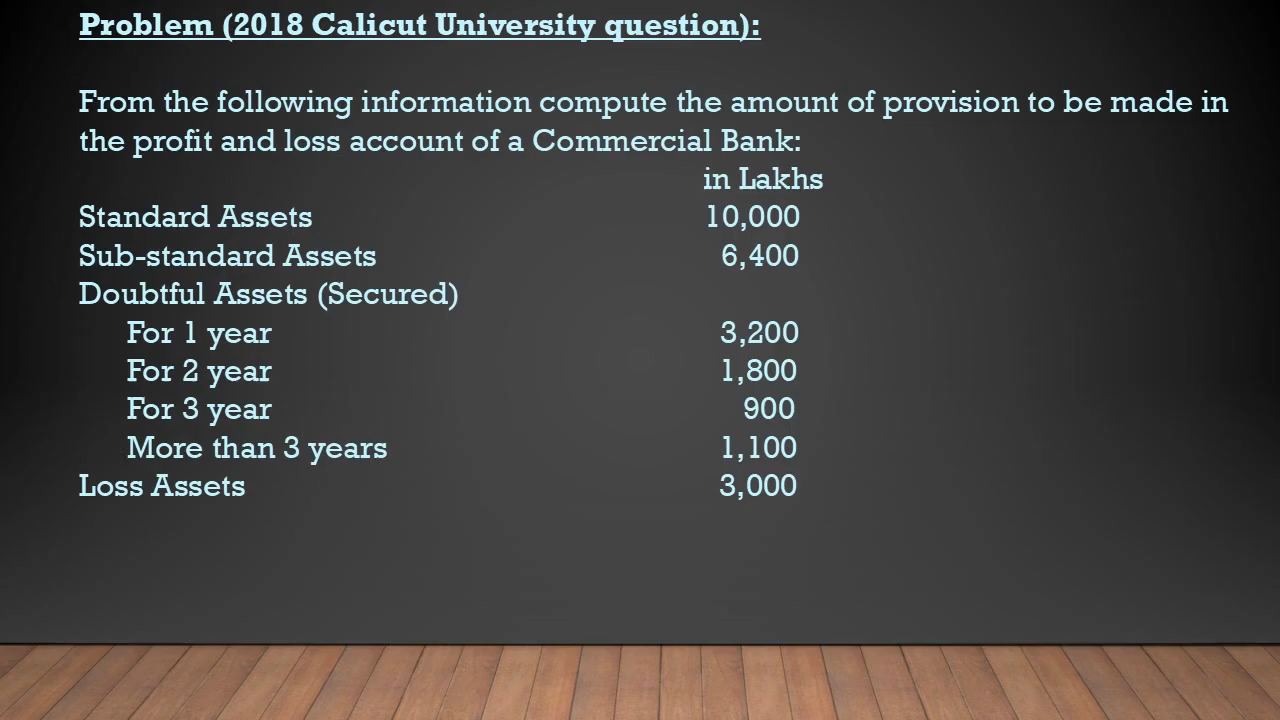 Problem (2018 Calicut University question):
From the following information compute the amount of provision to be made in
the profit and loss account of a Commercial Bank:
in Lakhs
Standard Assets 10,000
Sub-standard Assets 6,400
Doubtful Assets (Secured)
For 1 year 3,200
For 2 year 1,800
For 3 year 900
More than 3 years 1,100
Loss Assets 3,000